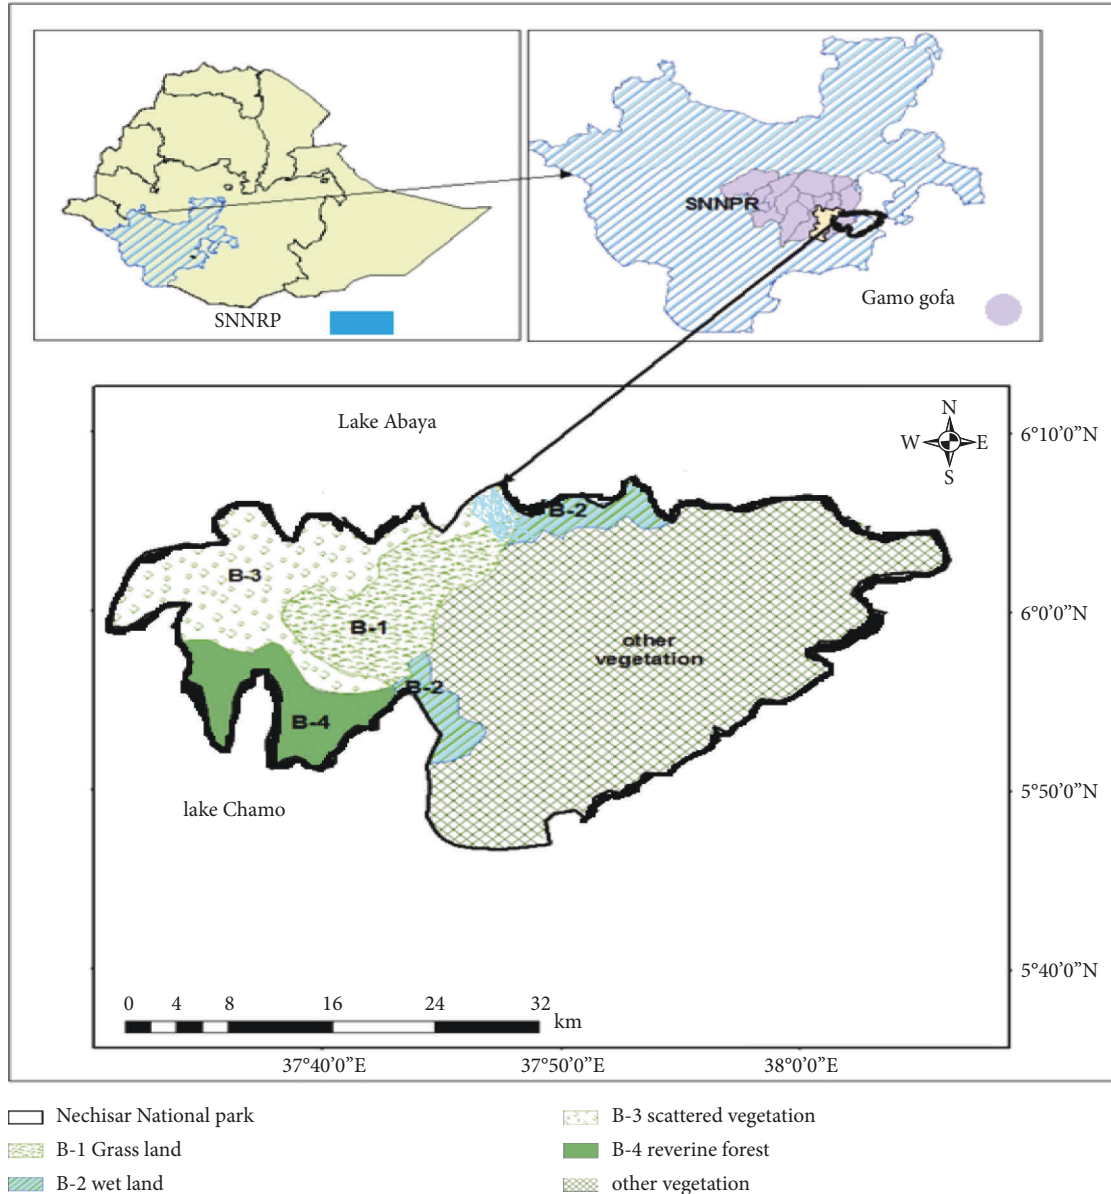 SNNRP
SNNPR
Gamo gofa
Lake Abaya
N
W E
S
6°10'0”N
B-2
B-3
6°0'0”N
B-1
other
vegetation
B-2
B-4
5°50'0”N
lake Chamo
5°40'0”N
0 4 8 16 24 32
km
37°40'0”E 37°50'0”E 38°0'0”E
Nechisar National park
B-1 Grass land
B-2 wet land
B-3 scattered vegetation
B-4 reverine forest
other vegetation